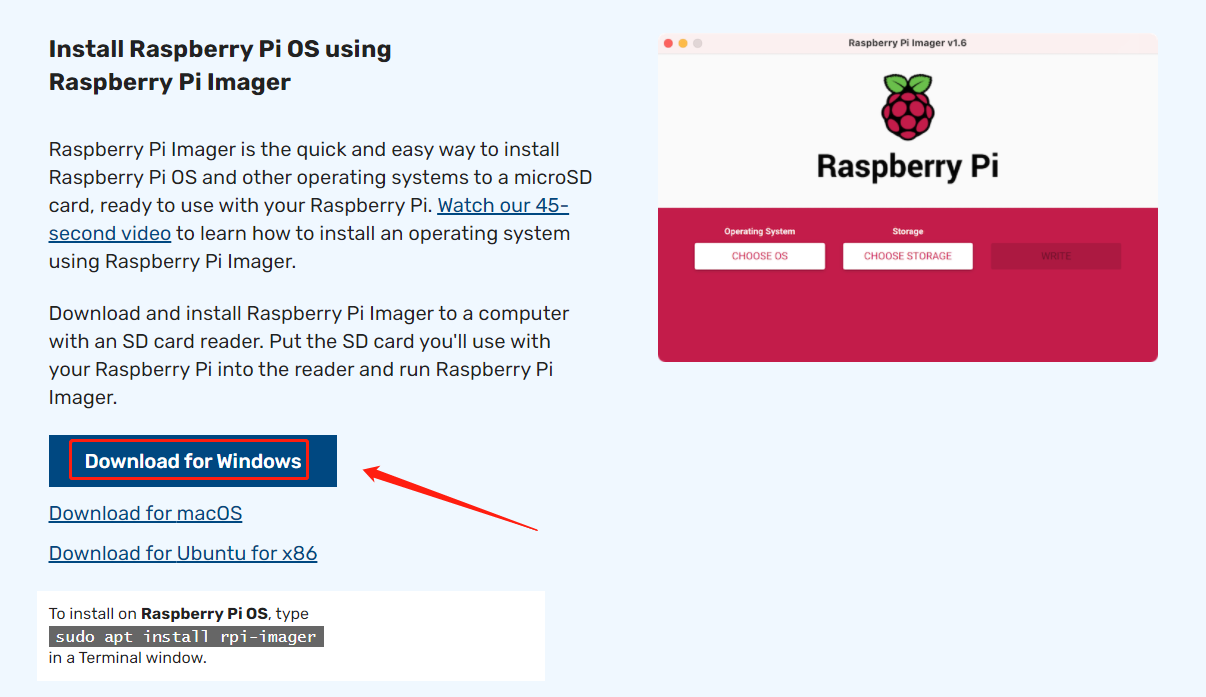 Install Raspberry Pi OS using
Raspberry Pi Imager
Raspberry Pi Imager is the quick and easy way to install
Raspberry Pi OS and other operating systems to a microSD
card, ready to use with your Raspberry Pi. Watch our 45-
second video to learn how to install an operating system
using Raspberry Pi Imager.
Download and install Raspberry Pi Imager to a computer
with an SD card reader. Put the SD card you'll use with
your Raspberry Pi into the reader and run Raspberry Pi
Imager.
Download for Windows
Download for macOS
Download for Ubuntu for x86
To install on Raspberry Pi OS, type
sudo apt install rpi-imager
in a Terminal window.
Raspberry Pi Imager v1.6
Raspberry Pi
Operating System
CHOOSE OS
Storage
CHOOSE STORAGE
WRITE